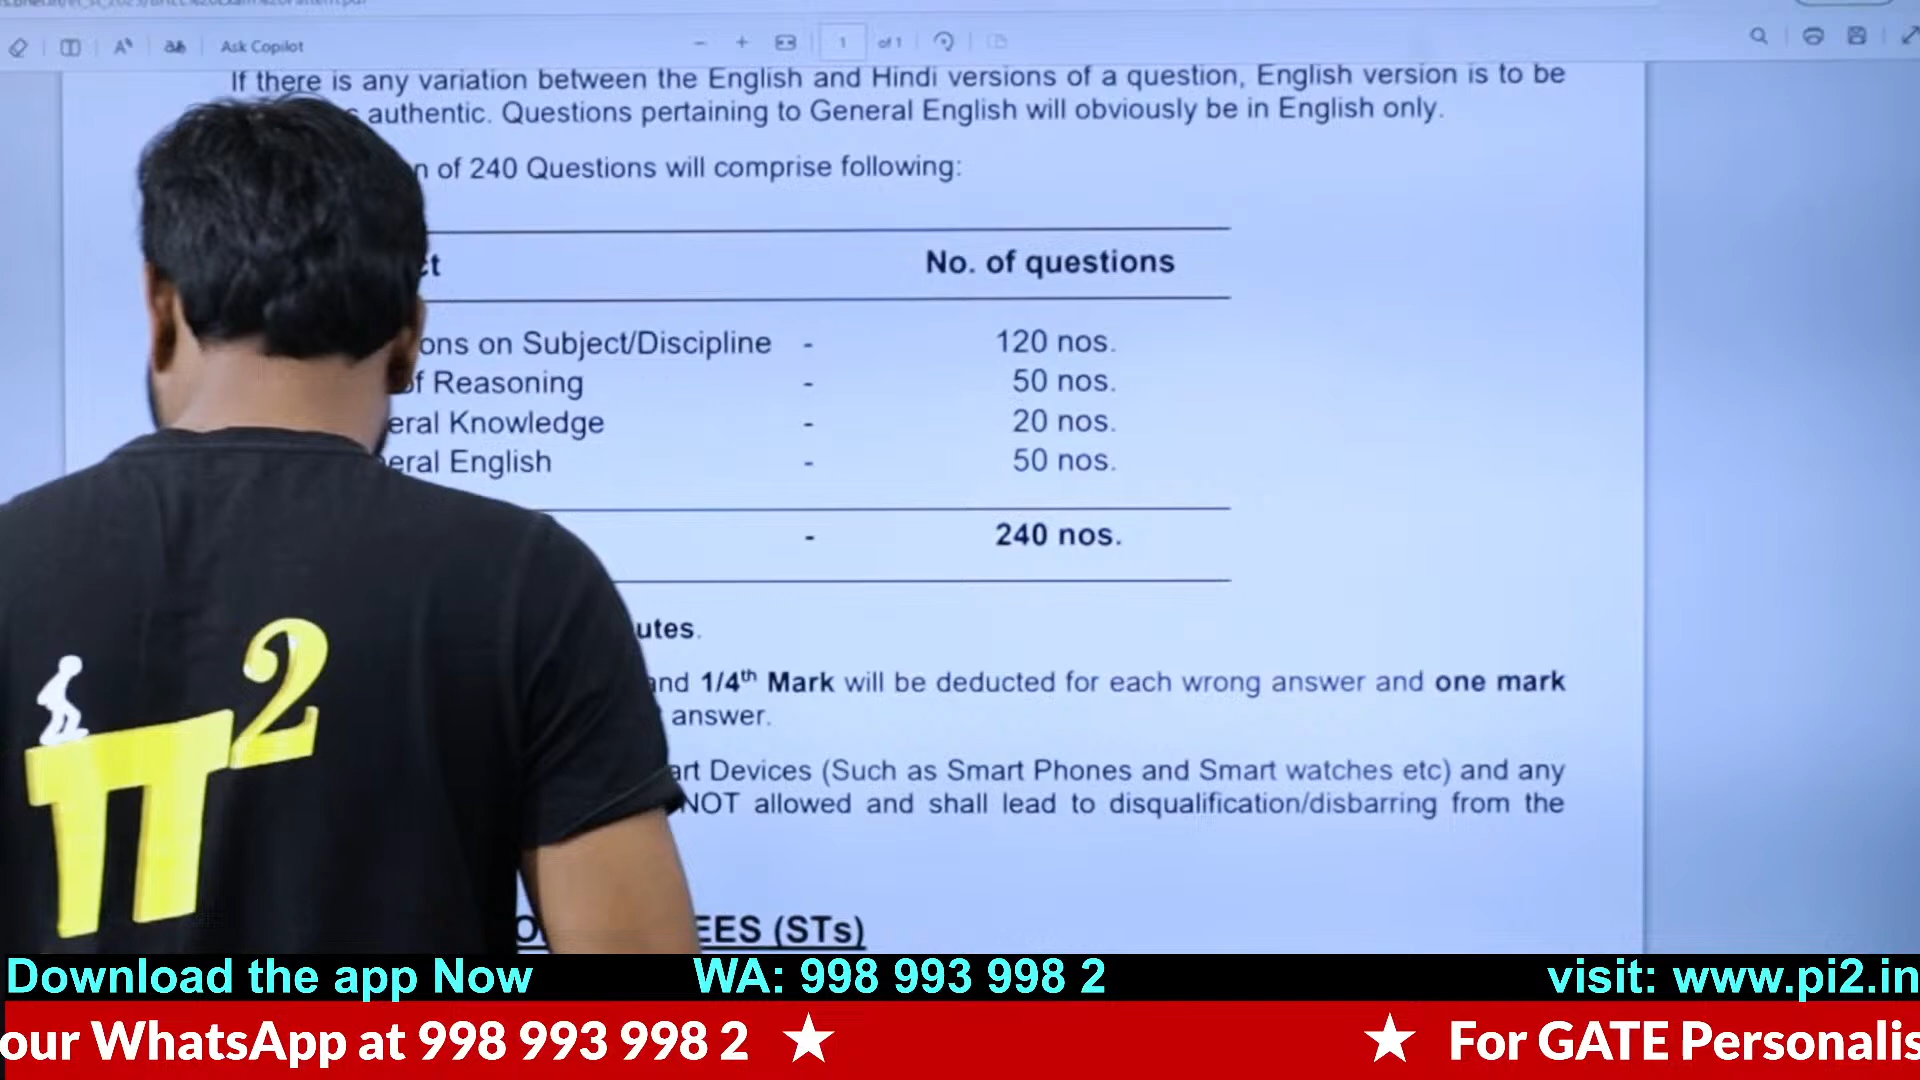 Ask Copilot
1 of 1
If there is any variation between the English and Hindi versions of a question, English version is to be
authentic. Questions pertaining to General English will obviously be in English only.
of 240 Questions will comprise following:
No. of questions
ons on Subject/Discipline - 120 nos.
of Reasoning - 50 nos.
eral Knowledge - 20 nos.
eral English - 50 nos.
- 240 nos.
utes.
and 1/4th Mark will be deducted for each wrong answer and one mark
answer.
art Devices (Such as Smart Phones and Smart watches etc) and any
NOT allowed and shall lead to disqualification/disbarring from the
EES (STs)
π2
Download the app Now WA: 998 993 998 2 visit: www.pi2.in
our WhatsApp at 998 993 998 2 ★ ★ For GATE Personalis